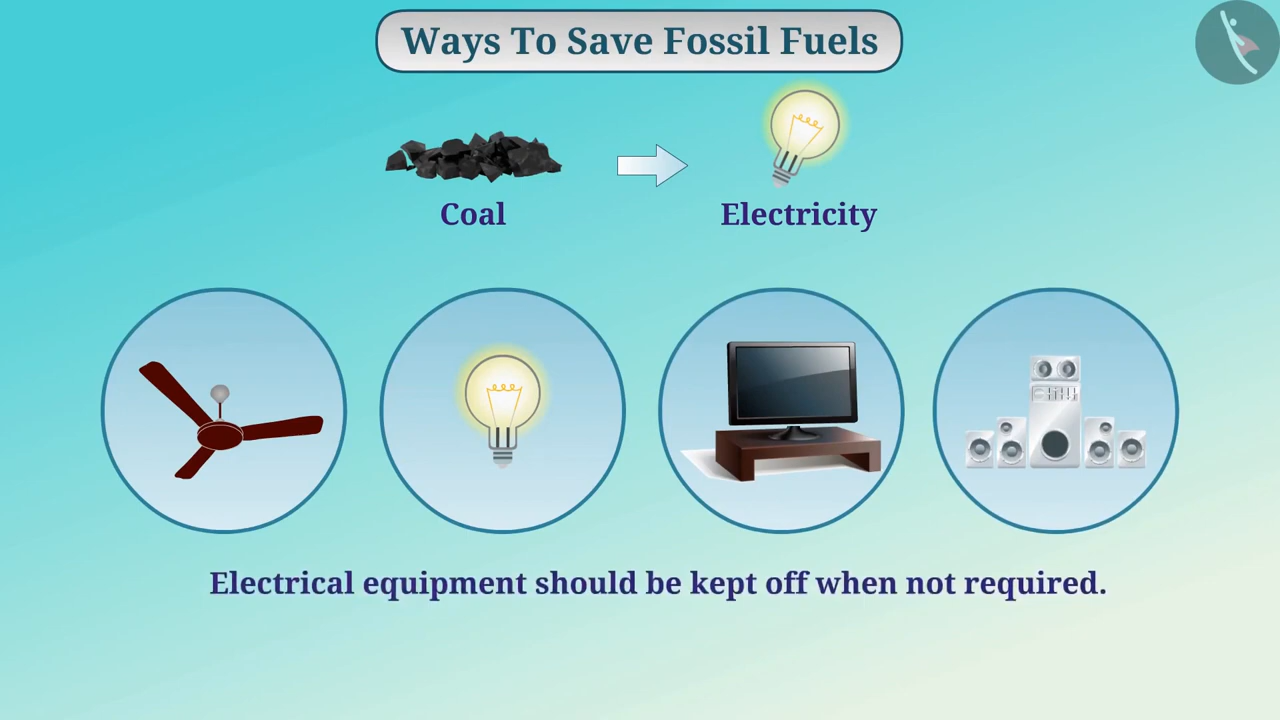 Ways To Save Fossil Fuels
Coal
Electricity
Electrical equipment should be kept off when not required.